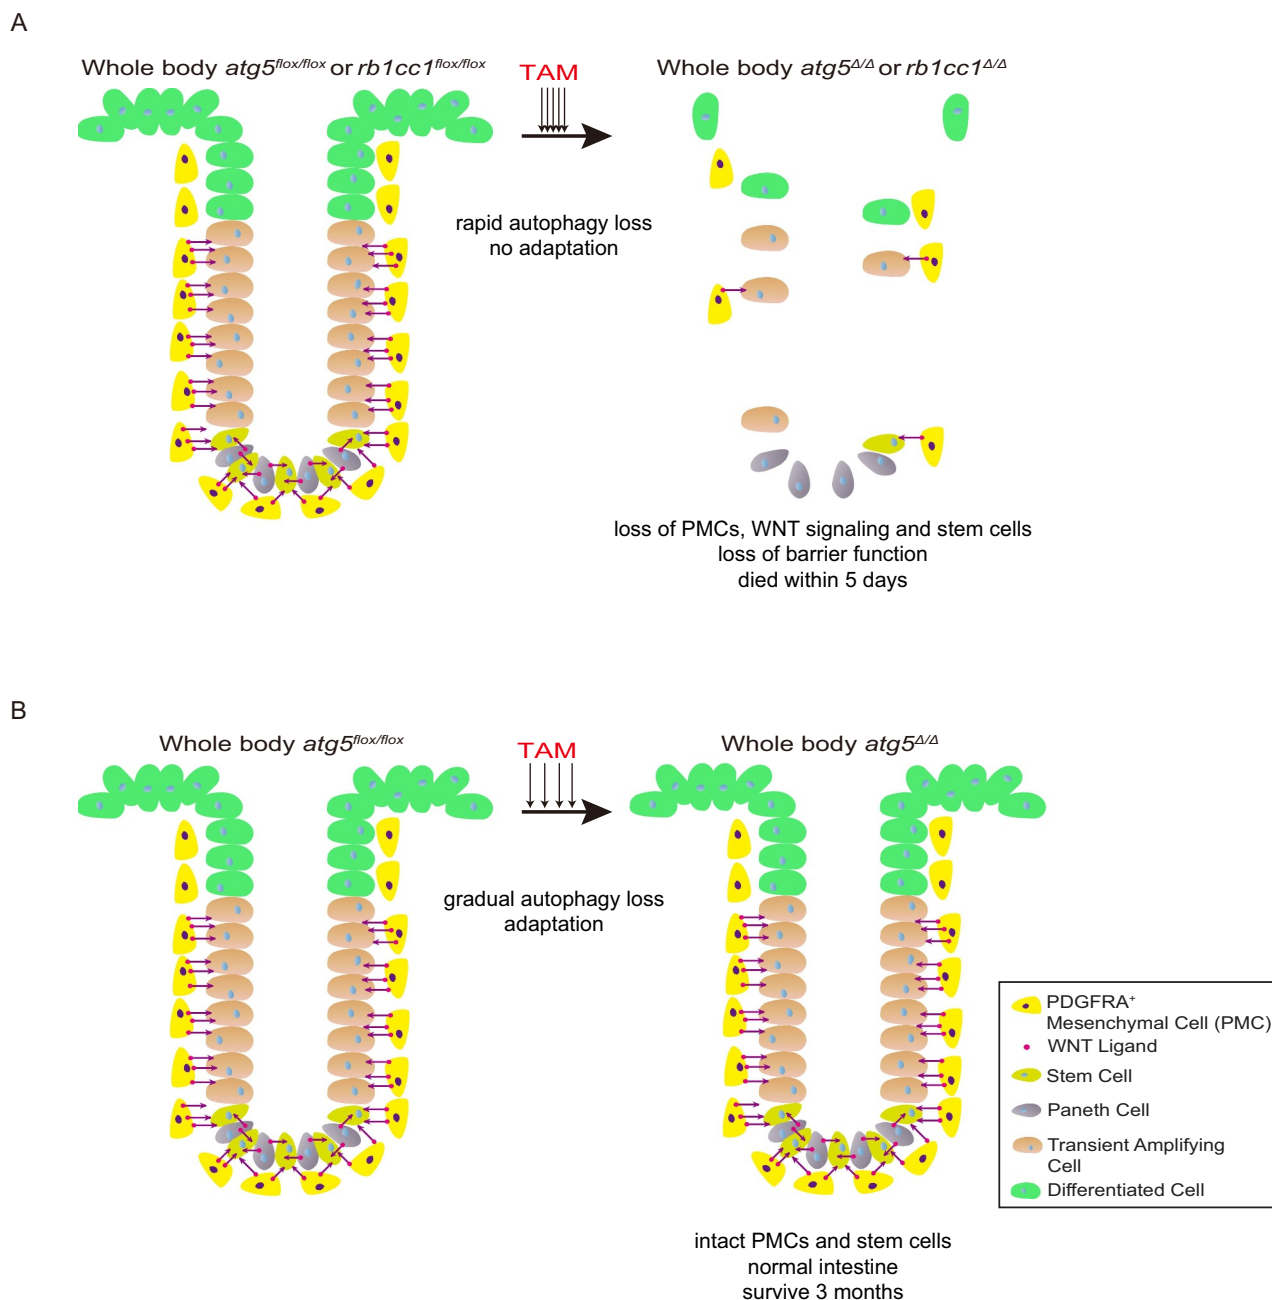 A
Whole body atg5flox/flox or rb1cc1flox/flox
TAM
Whole body atg5Δ/Δ or rb1cc1Δ/Δ
rapid autophagy loss
no adaptation
loss of PMCs, WNT signaling and stem cells
loss of barrier function
died within 5 days
B
Whole body atg5flox/flox
TAM
Whole body atg5Δ/Δ
gradual autophagy loss
adaptation
PDGFRA+
Mesenchymal Cell (PMC)
WNT Ligand
Stem Cell
Paneth Cell
Transient Amplifying
Cell
Differentiated Cell
intact PMCs and stem cells
normal intestine
survive 3 months